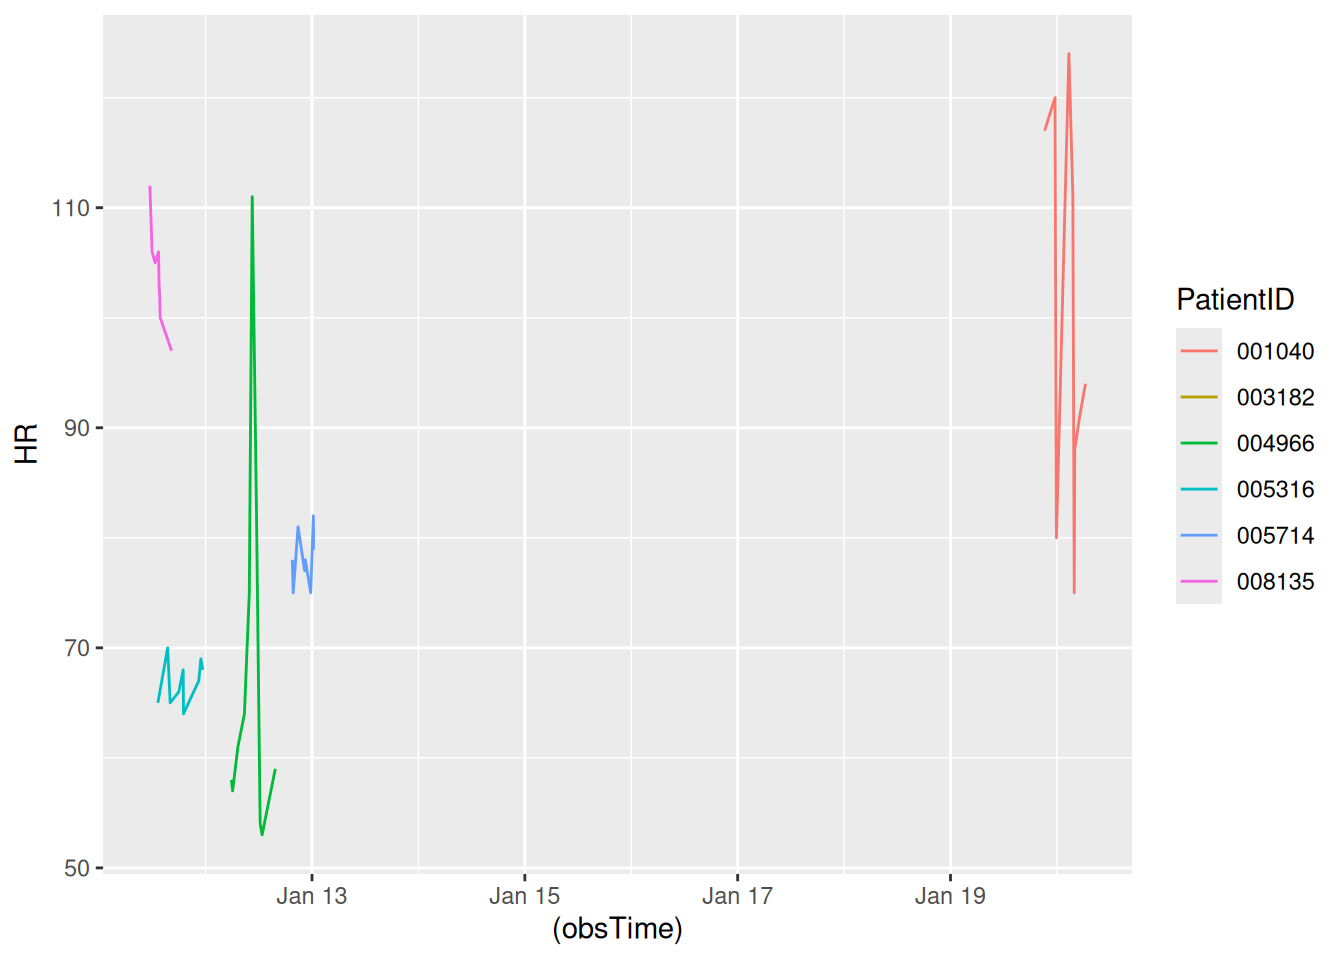 110
90
70
50
HR
Jan 13
Jan 15
Jan 17
Jan 19
(obsTime)
PatientID
001040
003182
004966
005316
005714
008135